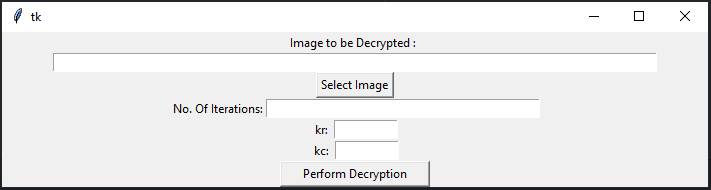 tk
Image to be Decrypted :
Select Image
No. Of Iterations:
kr:
kc:
Perform Decryption